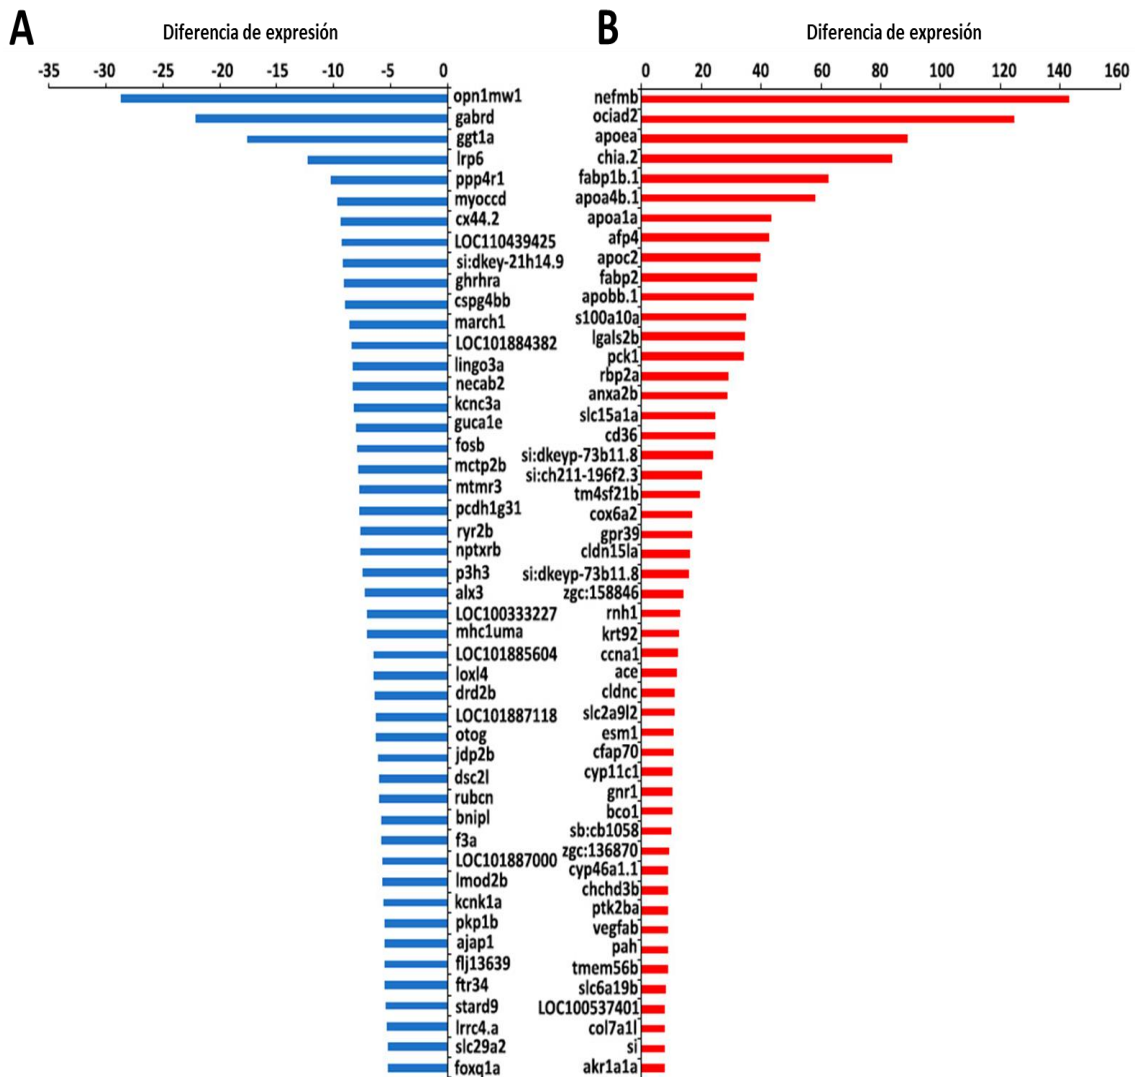 A
Diferencia de expresión
-35 -30 -25 -20 -15 -10 -5 0
opn1mw1
gabrd
ggt1a
lrp6
ppp4r1
myoccd
cx44.2
LOC110439425
si:dkey-21h14.9
ghrhra
cspg4bb
march1
LOC101884382
lingo3a
necab2
kcnc3a
guca1e
fosb
mctp2b
mtmr3
pcdh1g31
ryr2b
nptxrb
p3h3
alx3
LOC100333227
mhc1uma
LOC101885604
loxl4
drd2b
LOC101887118
otog
jdp2b
dsc2l
rubcn
bnipl
f3a
LOC101887000
lmod2b
kcnk1a
pkp1b
ajap1
flj13639
ftr34
stard9
lrrc4.a
slc29a2
foxq1a
B
Diferencia de expresión
0 20 40 60 80 100 120 140 160
nefmb
ociad2
apoea
chia.2
fabp1b.1
apoa4b.1
apoa1a
afp4
apoc2
fabp2
apobb.1
s100a10a
lgals2b
pck1
rbp2a
anxa2b
slc15a1a
cd36
si:dkeyp-73b11.8
si:ch211-196f2.3
tm4sf21b
cox6a2
gpr39
cldn15la
si:dkeyp-73b11.8
zgc:158846
rnh1
krt92
ccna1
ace
cldnc
slc2a9l2
esm1
cfap70
cyp11c1
gnr1
bco1
sb:cb1058
zgc:136870
cyp46a1.1
chchd3b
ptk2ba
vegfab
pah
tmem56b
slc6a19b
LOC100537401
col7a1l
si
akr1a1a